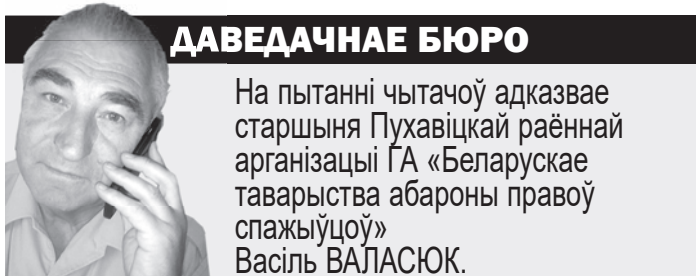 ДАВЕДАЧНАЕ БЮРО
На пытанні чытачоў адказвае
старшыня Пухавіцкай раённай
арганізацыі ГА «Беларускае
таварыства абароны правоў
спажыўцоў»
Васіль ВАЛАСЮК.